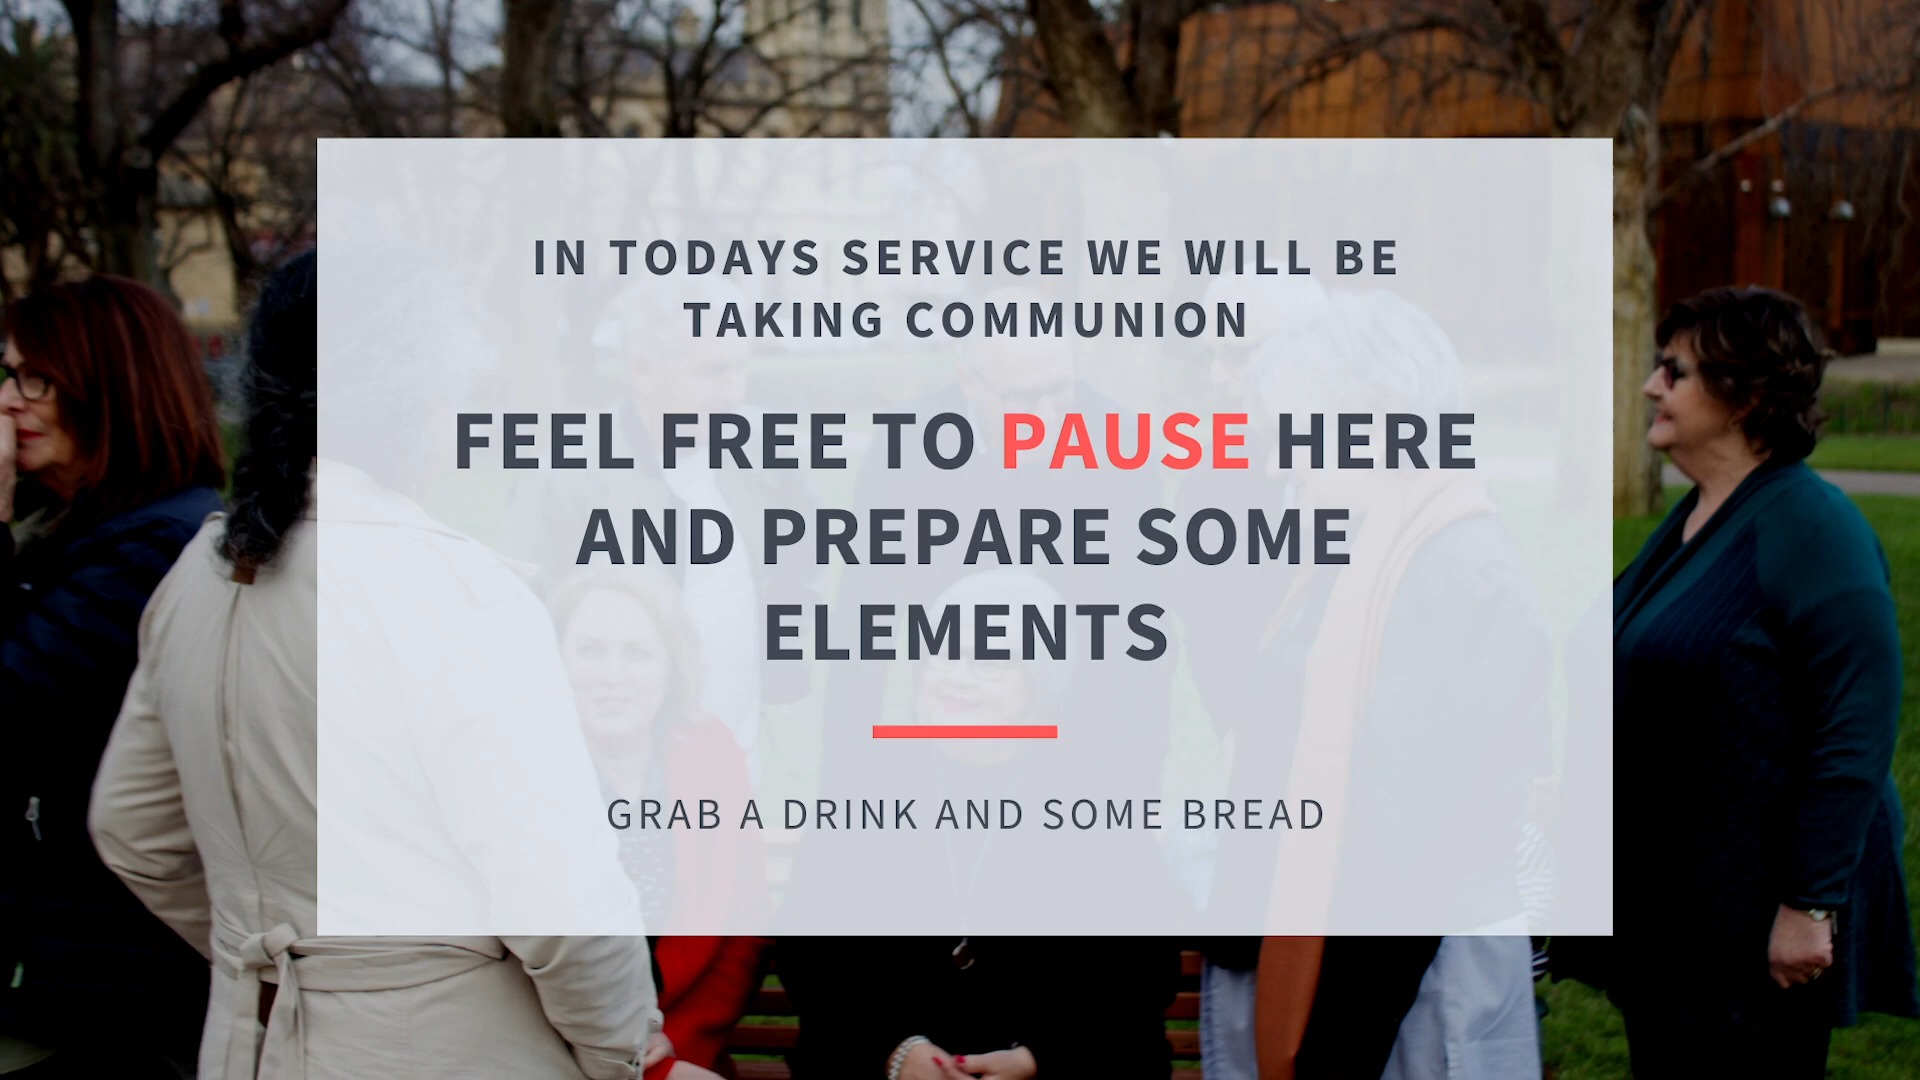 IN TODAYS SERVICE WE WILL BE
TAKING COMMUNION
FEEL FREE TO PAUSE HERE
AND PREPARE SOME
ELEMENTS
GRAB A DRINK AND SOME BREAD